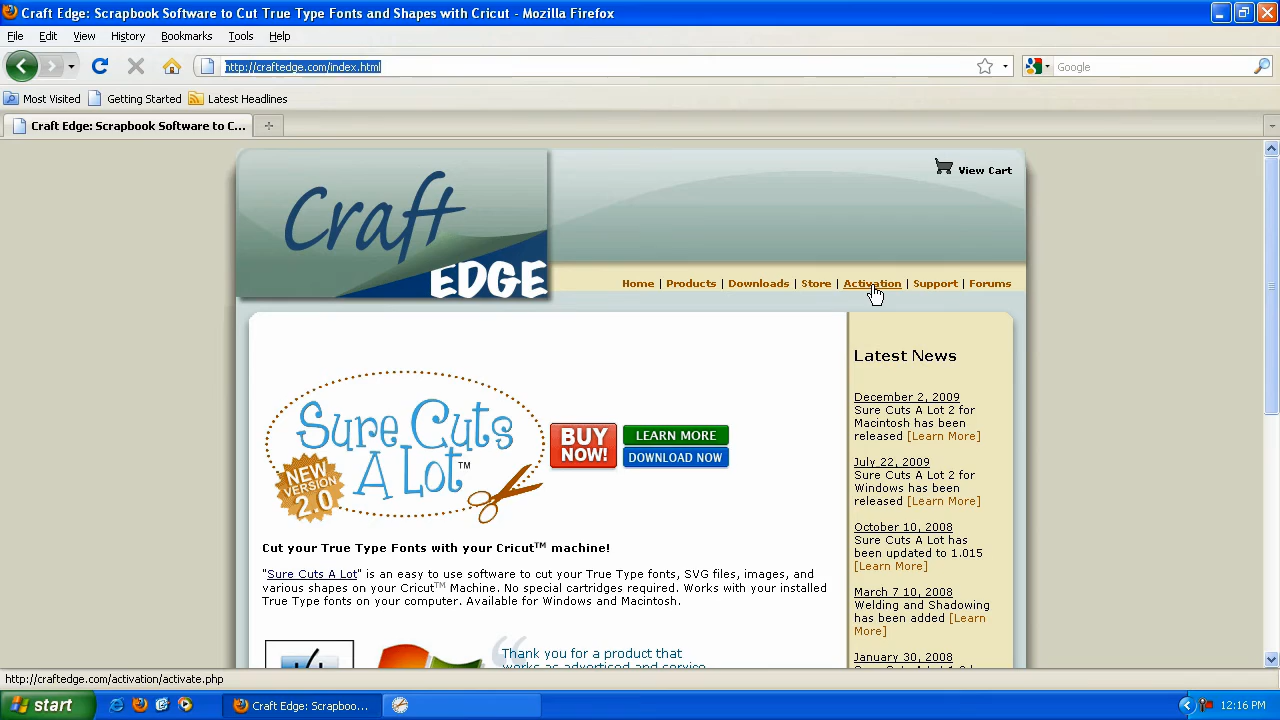 Craft Edge: Scrapbook Software to Cut True Type Fonts and Shapes with Cricut - Mozilla Firefox
File Edit View History Bookmarks Tools Help
http://craftedge.com/index.html
Google
Most Visited Getting Started Latest Headlines
Craft Edge: Scrapbook Software to C...
View Cart
Craft
EDGE
Home | Products | Downloads | Store | Activation | Support | Forums
Sure Cuts
A Lot™
NEW
VERSION
2.0
BUY
NOW!
LEARN MORE
DOWNLOAD NOW
Cut your True Type Fonts with your Cricut™ machine!
"Sure Cuts A Lot" is an easy to use software to cut your True Type fonts, SVG files, images, and
various shapes on your Cricut™ Machine. No special cartridges required. Works with your installed
True Type fonts on your computer. Available for Windows and Macintosh.
Thank you for a product that
works as advertised and service
Latest News
December 2, 2009
Sure Cuts A Lot 2 for
Macintosh has been
released [Learn More]
July 22, 2009
Sure Cuts A Lot 2 for
Windows has been
released [Learn More]
October 10, 2008
Sure Cuts A Lot has
been updated to 1.015
[Learn More]
March 7 10, 2008
Welding and Shadowing
has been added [Learn
More]
January 30, 2008
http://craftedge.com/activation/activate.php
start
Craft Edge: Scrapboo...
12:16 PM